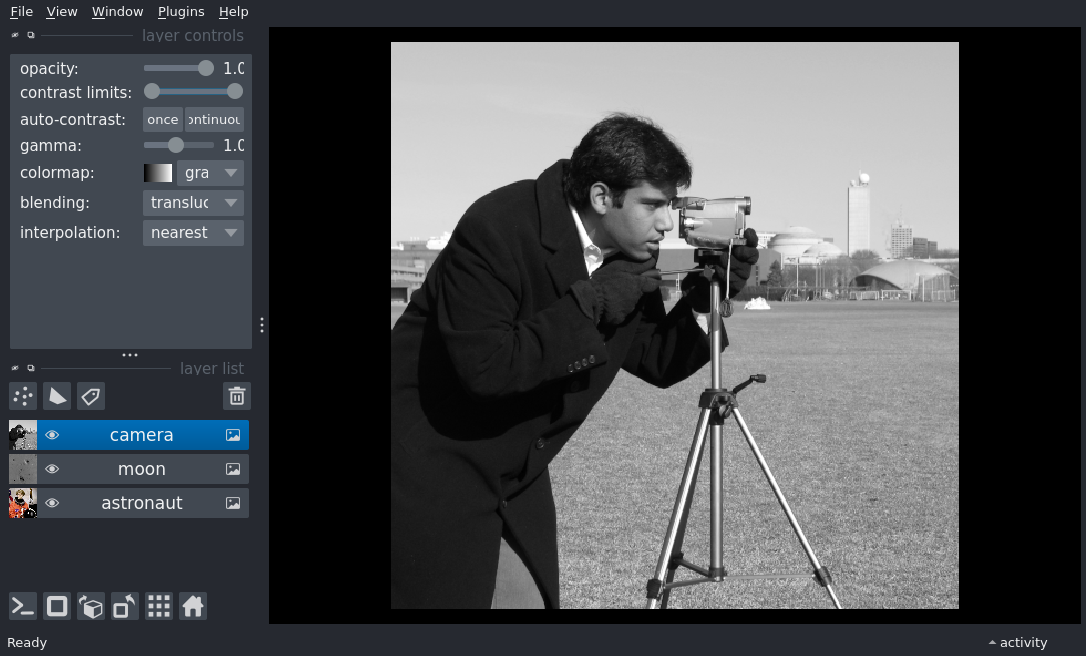 File View Window Plugins Help
layer controls
opacity: 1.0
contrast limits:
auto-contrast: once ontinuou
gamma: 1.0
colormap: gra
blending: transluc
interpolation: nearest
layer list
camera
moon
astronaut
Ready
activity